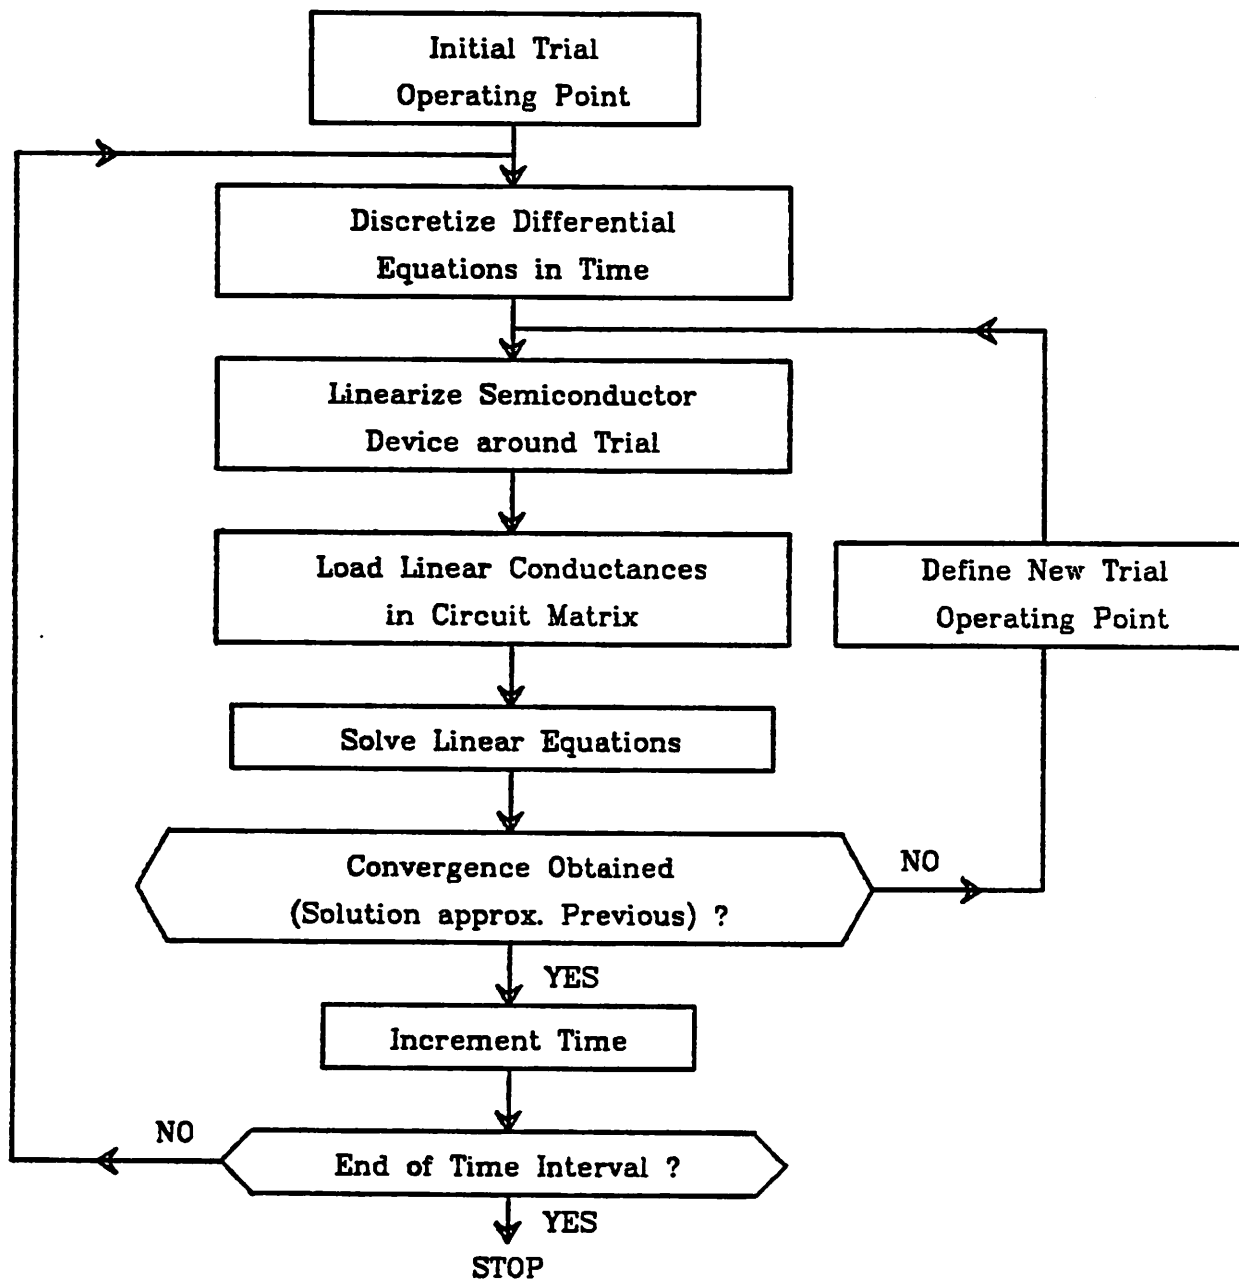 Initial Trial
Operating Point
Discretize Differential
Equations in Time
Linearize Semiconductor
Device around Trial
Load Linear Conductances
in Circuit Matrix
Define New Trial
Operating Point
Solve Linear Equations
Convergence Obtained
(Solution approx. Previous) ?
NO
YES
Increment Time
NO
End of Time Interval ?
YES
STOP